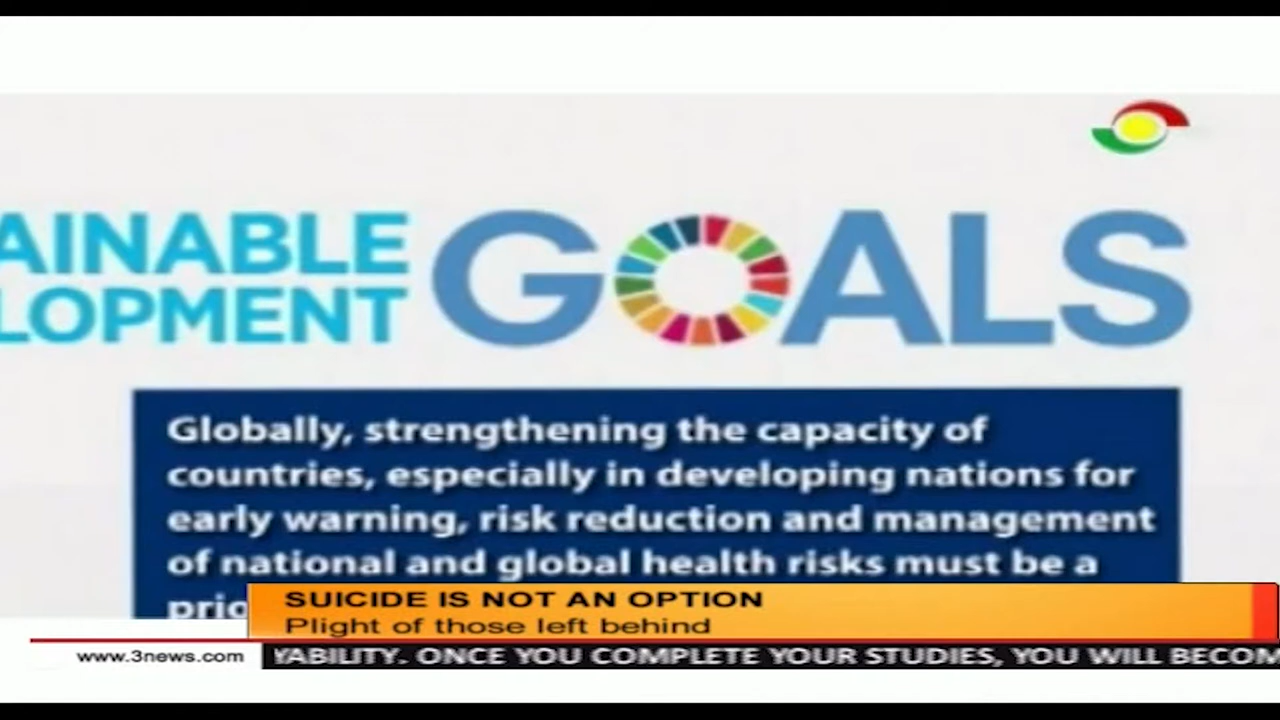 AINABLE
LOPMENT
GOALS
Globally, strengthening the capacity of
countries, especially in developing nations for
early warning, risk reduction and management
of national and global health risks must be a
prio
SUICIDE IS NOT AN OPTION
Plight of those left behind
www.3news.com
YABILITY. ONCE YOU COMPLETE YOUR STUDIES, YOU WILL BECOM